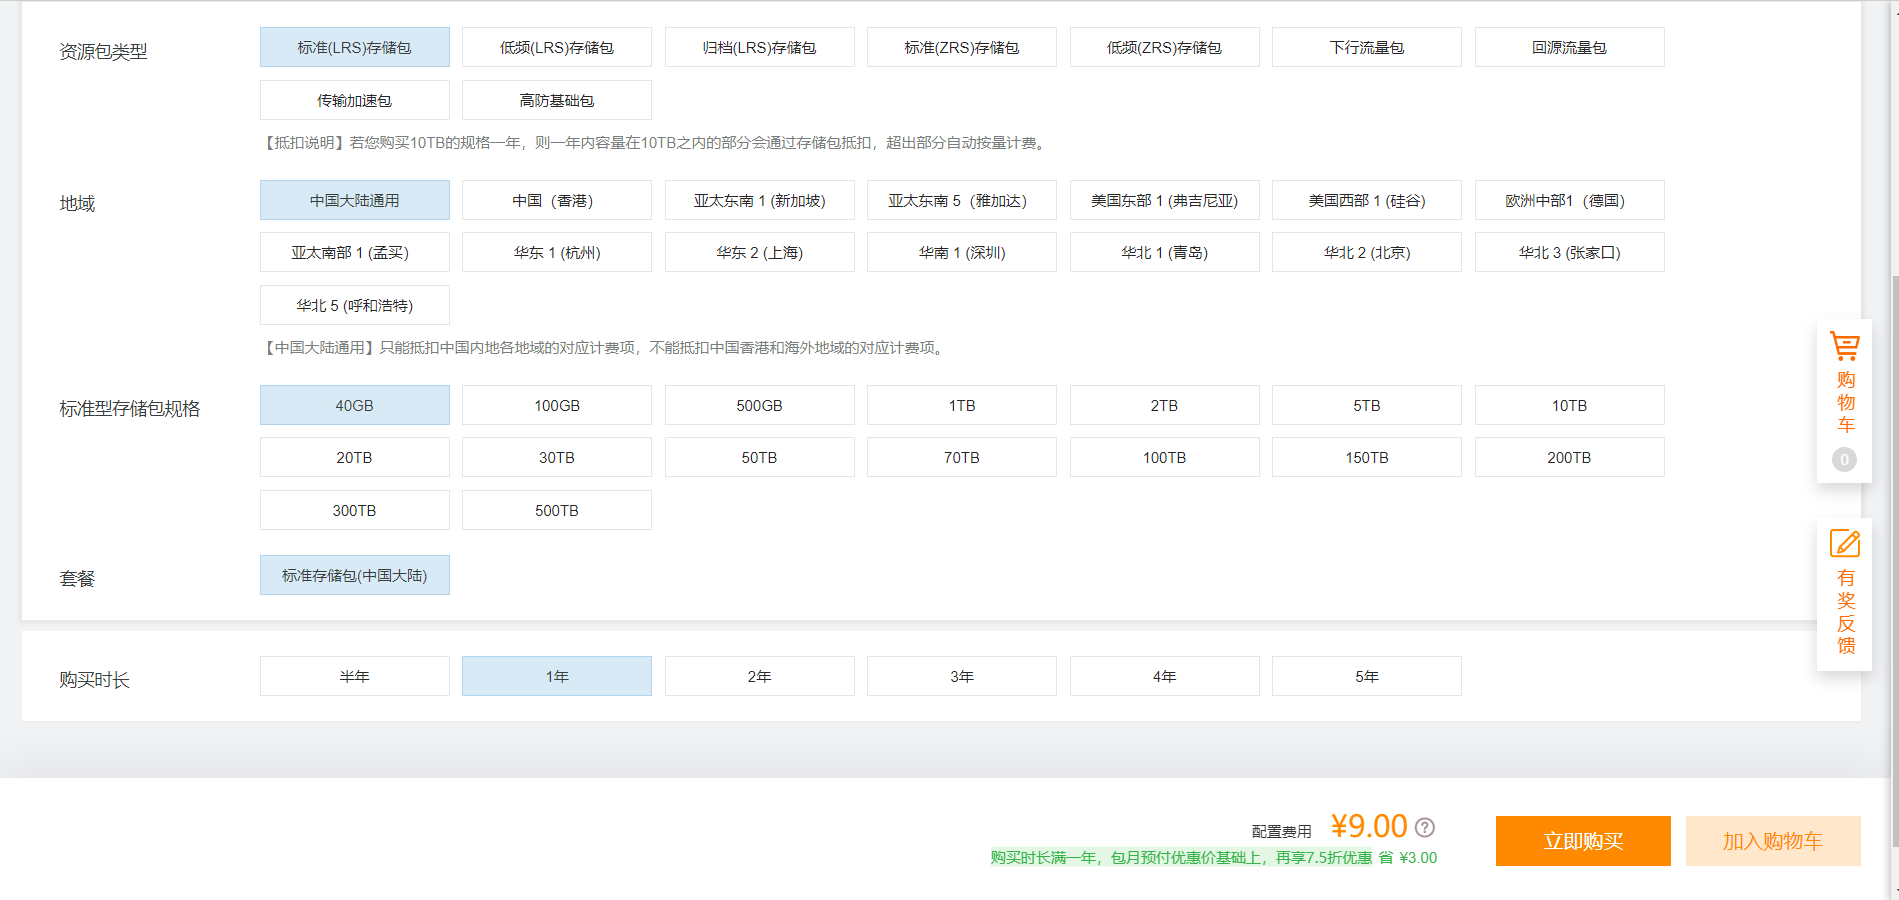 资源包类型
标准(LRS)存储包 低频(LRS)存储包 归档(LRS)存储包 标准(ZRS)存储包 低频(ZRS)存储包 下行流量包 回源流量包
传输加速包 高防基础包
【抵扣说明】若您购买10TB的规格一年，则一年内容量在10TB之内的部分会通过存储包抵扣，超出部分自动按量计费。
地域
中国大陆通用 中国（香港） 亚太东南 1 (新加坡) 亚太东南 5（雅加达） 美国东部 1 (弗吉尼亚) 美国西部 1 (硅谷) 欧洲中部1（德国）
亚太南部 1 (孟买) 华东 1 (杭州) 华东 2 (上海) 华南 1 (深圳) 华北 1 (青岛) 华北 2 (北京) 华北 3 (张家口)
华北 5 (呼和浩特)
【中国大陆通用】只能抵扣中国内地各地域的对应计费项，不能抵扣中国香港和海外地域的对应计费项。
标准型存储包规格
40GB 100GB 500GB 1TB 2TB 5TB 10TB
20TB 30TB 50TB 70TB 100TB 150TB 200TB
300TB 500TB
套餐
标准存储包(中国大陆)
购买时长
半年 1年 2年 3年 4年 5年
购物车
0
有奖反馈
配置费用 ¥9.00 ?
购买时长满一年，包月预付优惠价基础上，再享7.5折优惠 省 ¥3.00
立即购买 加入购物车